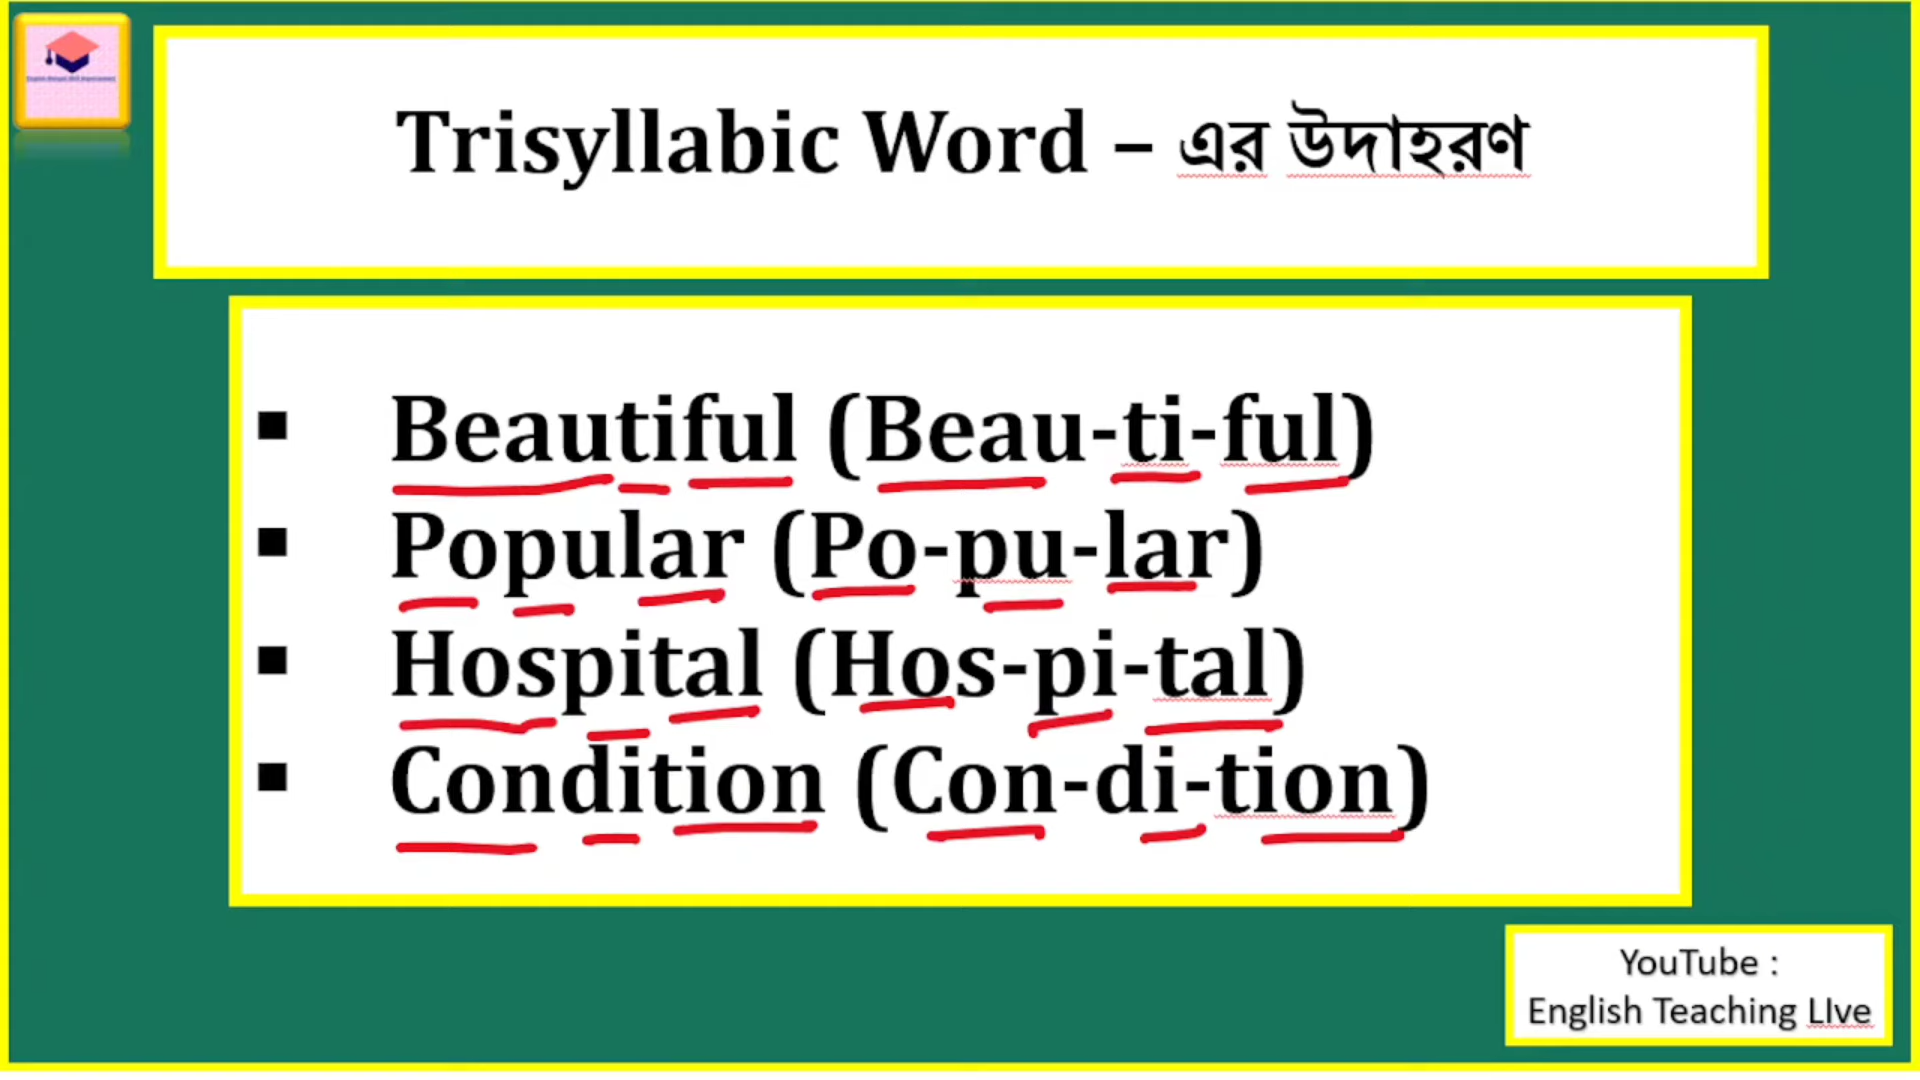 Trisyllabic Word – এর উদাহরণ
▪ Beautiful (Beau-ti-ful)
▪ Popular (Po-pu-lar)
▪ Hospital (Hos-pi-tal)
▪ Condition (Con-di-tion)
YouTube :
English Teaching LIve